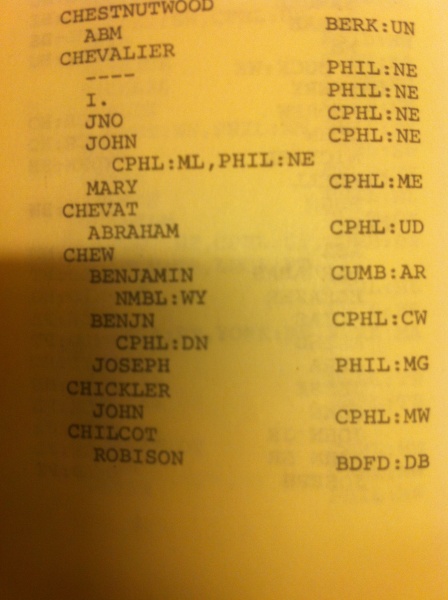 CHESTNUTWOOD
ABM BERK:UN
CHEVALIER
---- PHIL:NE
I. PHIL:NE
JNO CPHL:NE
JOHN CPHL:NE
CPHL:ML,PHIL:NE
MARY CPHL:ME
CHEVAT
ABRAHAM CPHL:UD
CHEW
BENJAMIN CUMB:AR
NMBL:WY
BENJN CPHL:CW
CPHL:DN
JOSEPH PHIL:MG
CHICKLER
JOHN CPHL:MW
CHILCOT
ROBISON BDFD:DB